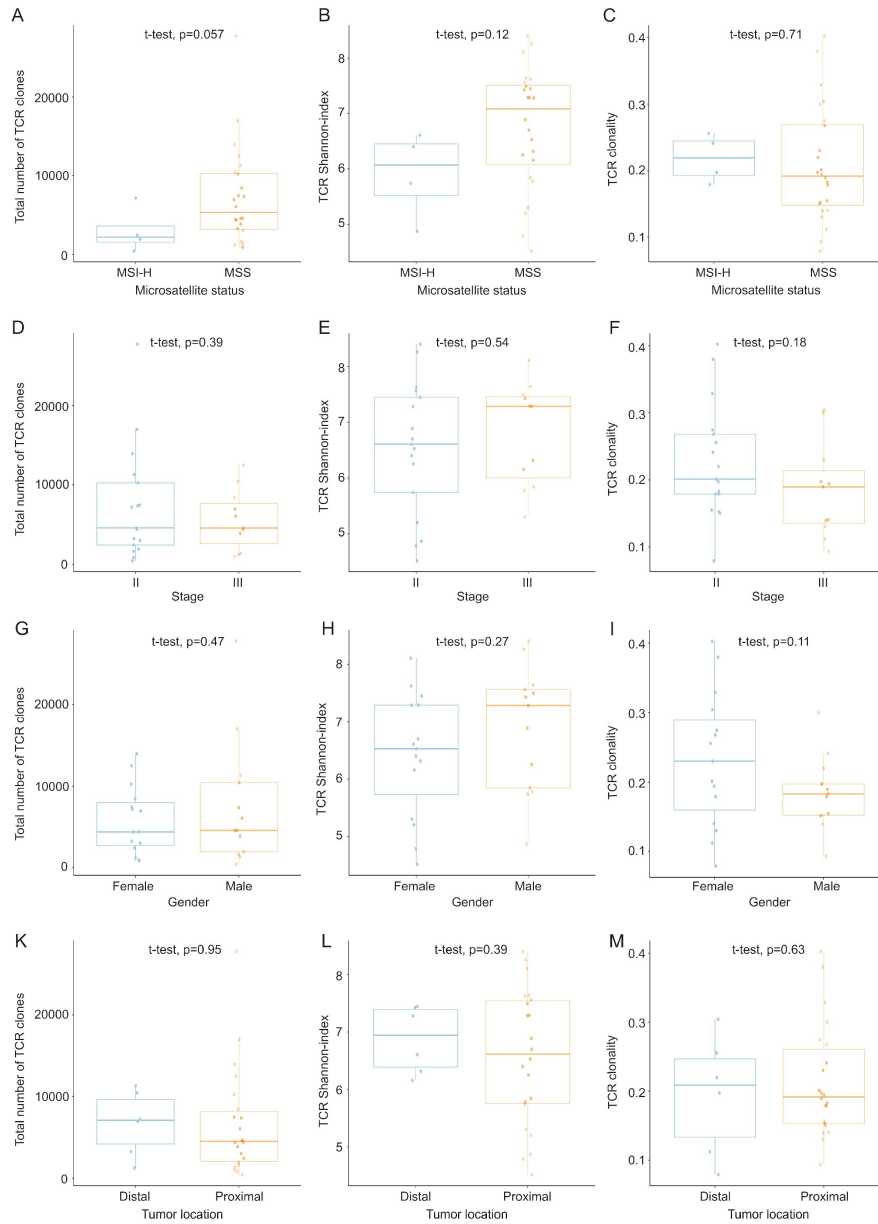 A
t-test, p=0.057
Total number of TCR clones
20000
10000
0
MSI-H MSS
Microsatellite status
B
t-test, p=0.12
TCR Shannon-index
8
7
6
5
MSI-H MSS
Microsatellite status
C
t-test, p=0.71
TCR clonality
0.4
0.3
0.2
0.1
MSI-H MSS
Microsatellite status
D
t-test, p=0.39
Total number of TCR clones
20000
10000
0
II III
Stage
E
t-test, p=0.54
TCR Shannon-index
8
7
6
5
II III
Stage
F
t-test, p=0.18
TCR clonality
0.4
0.3
0.2
0.1
II III
Stage
G
t-test, p=0.47
Total number of TCR clones
20000
10000
0
Female Male
Gender
H
t-test, p=0.27
TCR Shannon-index
8
7
6
5
Female Male
Gender
I
t-test, p=0.11
TCR clonality
0.4
0.3
0.2
0.1
Female Male
Gender
K
t-test, p=0.95
Total number of TCR clones
20000
10000
0
Distal Proximal
Tumor location
L
t-test, p=0.39
TCR Shannon-index
8
7
6
5
Distal Proximal
Tumor location
M
t-test, p=0.63
TCR clonality
0.4
0.3
0.2
0.1
Distal Proximal
Tumor location